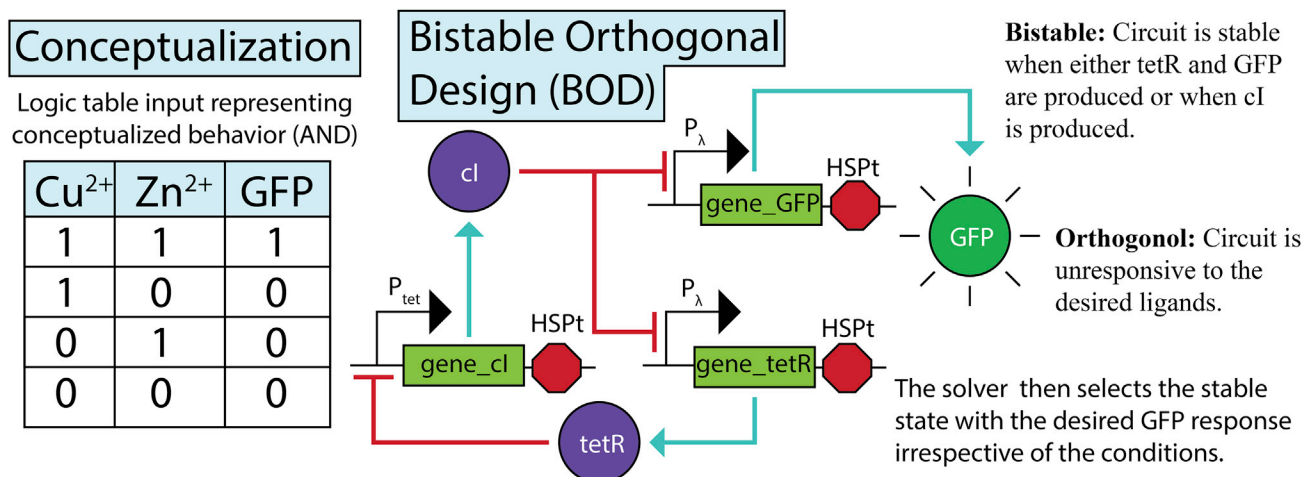 Conceptualization
Logic table input representing
conceptualized behavior (AND)
Cu2+ Zn2+ GFP
1 1 1
1 0 0
0 1 0
0 0 0
Bistable Orthogonal
Design (BOD)
cI
Pλ
HSPt
gene_GFP
GFP
Ptet
HSPt
gene_cI
Pλ
HSPt
gene_tetR
tetR
Bistable: Circuit is stable
when either tetR and GFP
are produced or when cI
is produced.
Orthogonol: Circuit is
unresponsive to the
desired ligands.
The solver then selects the stable
state with the desired GFP response
irrespective of the conditions.